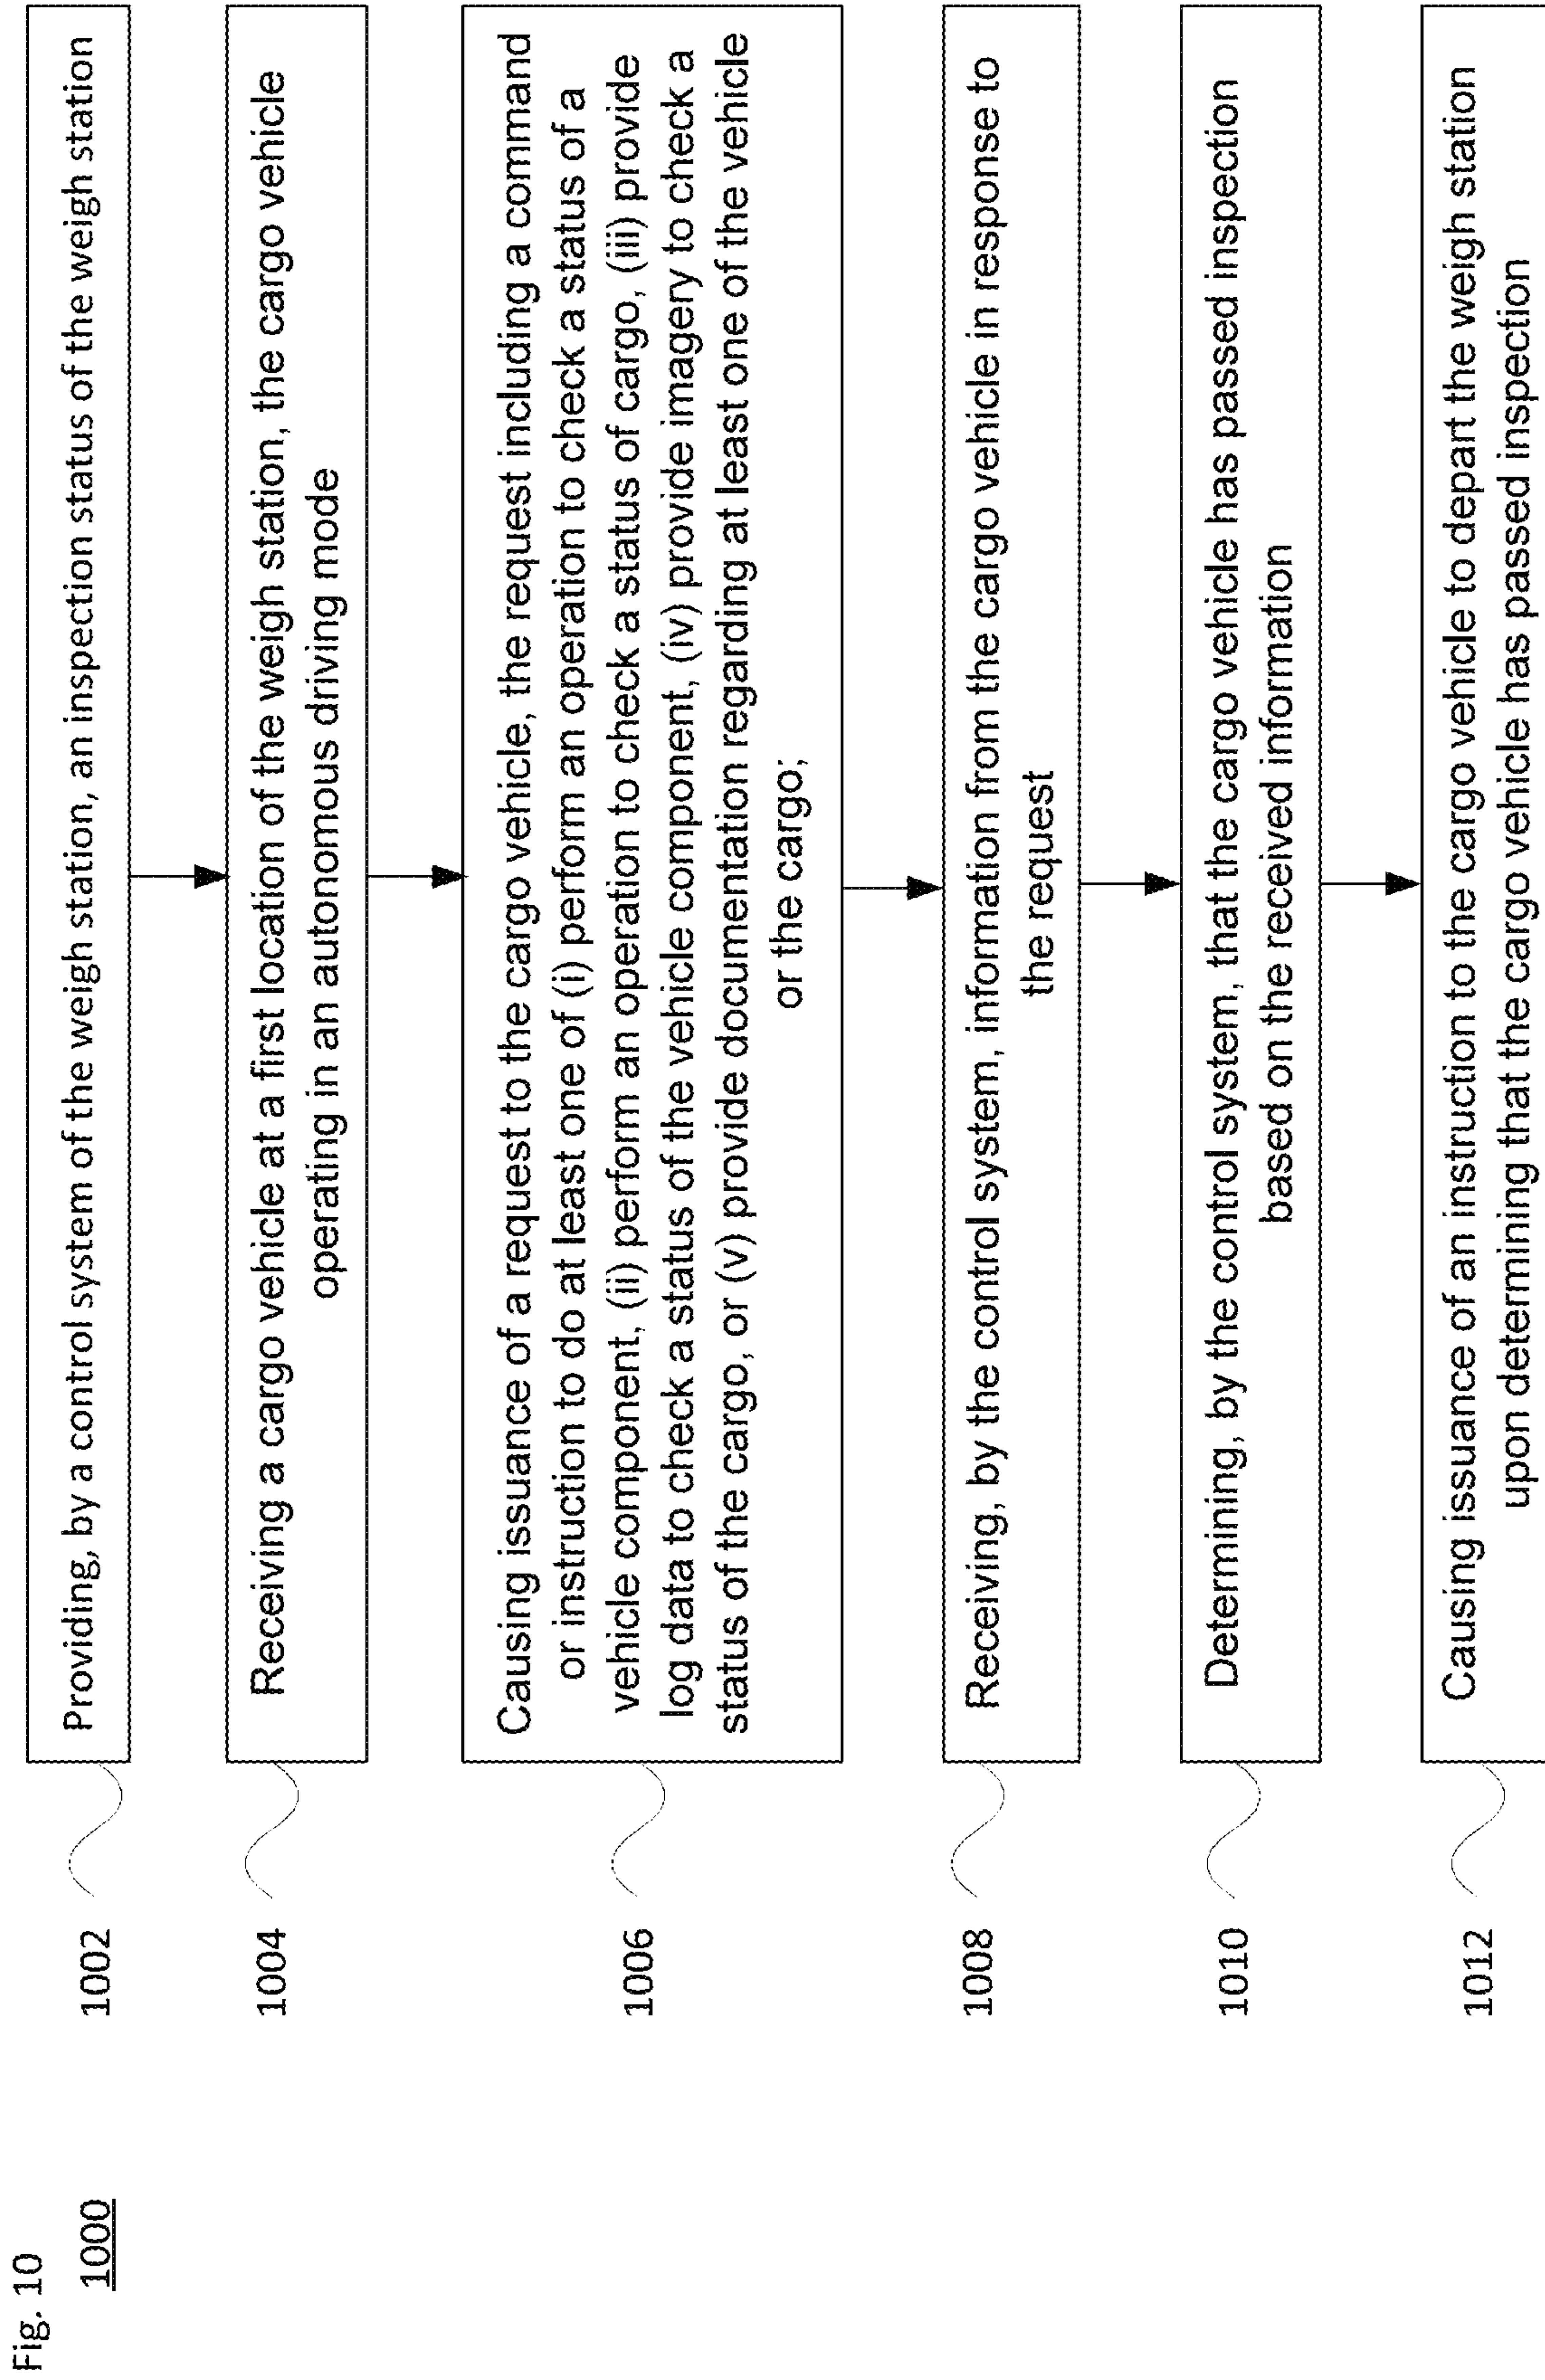 Fig. 10
1000
1002
Providing, by a control system of the weigh station, an inspection status of the weigh station
1004
Receiving a cargo vehicle at a first location of the weigh station, the cargo vehicle
operating in an autonomous driving mode
1006
Causing issuance of a request to the cargo vehicle, the request including a command
or instruction to do at least one of (i) perform an operation to check a status of a
vehicle component, (ii) perform an operation to check a status of cargo, (iii) provide
log data to check a status of the vehicle component, (iv) provide imagery to check a
status of the cargo, or (v) provide documentation regarding at least one of the vehicle
or the cargo;
1008
Receiving, by the control system, information from the cargo vehicle in response to
the request
1010
Determining, by the control system, that the cargo vehicle has passed inspection
based on the received information
1012
Causing issuance of an instruction to the cargo vehicle to depart the weigh station
upon determining that the cargo vehicle has passed inspection